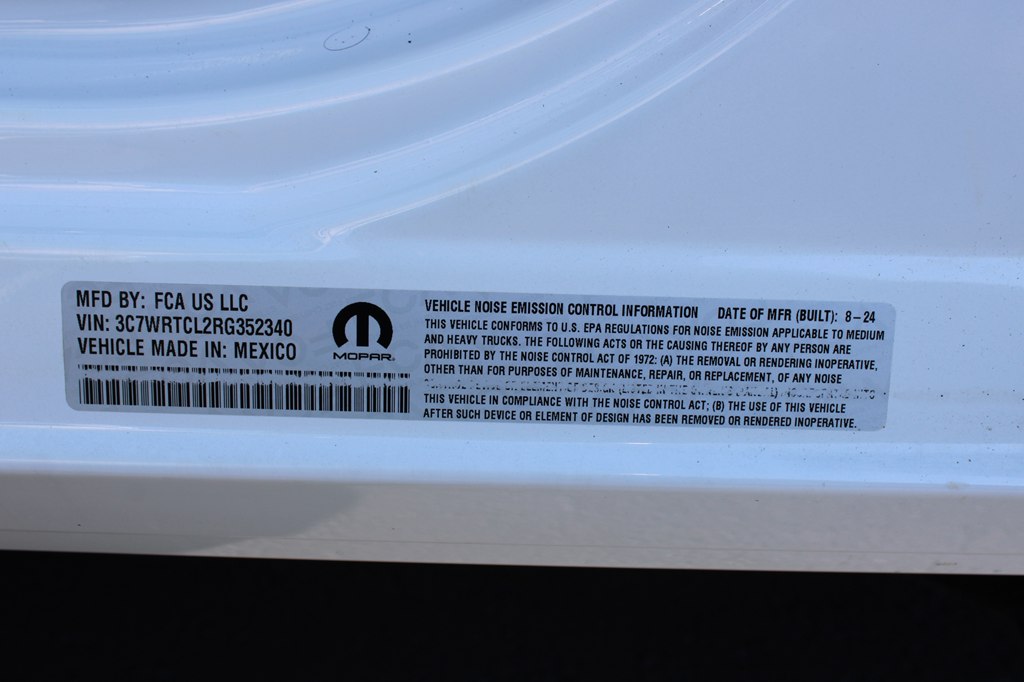 MFD BY: FCA US LLC
VIN: 3C7WRTCL2RG352340
VEHICLE MADE IN: MEXICO
MOPAR
VEHICLE NOISE EMISSION CONTROL INFORMATION DATE OF MFR (BUILT): 8-24
THIS VEHICLE CONFORMS TO U.S. EPA REGULATIONS FOR NOISE EMISSION APPLICABLE TO MEDIUM
AND HEAVY TRUCKS. THE FOLLOWING ACTS OR THE CAUSING THEREOF BY ANY PERSON ARE
PROHIBITED BY THE NOISE CONTROL ACT OF 1972: (A) THE REMOVAL OR RENDERING INOPERATIVE,
OTHER THAN FOR PURPOSES OF MAINTENANCE, REPAIR, OR REPLACEMENT, OF ANY NOISE
THIS VEHICLE IN COMPLIANCE WITH THE NOISE CONTROL ACT; (B) THE USE OF THIS VEHICLE
AFTER SUCH DEVICE OR ELEMENT OF DESIGN HAS BEEN REMOVED OR RENDERED INOPERATIVE.